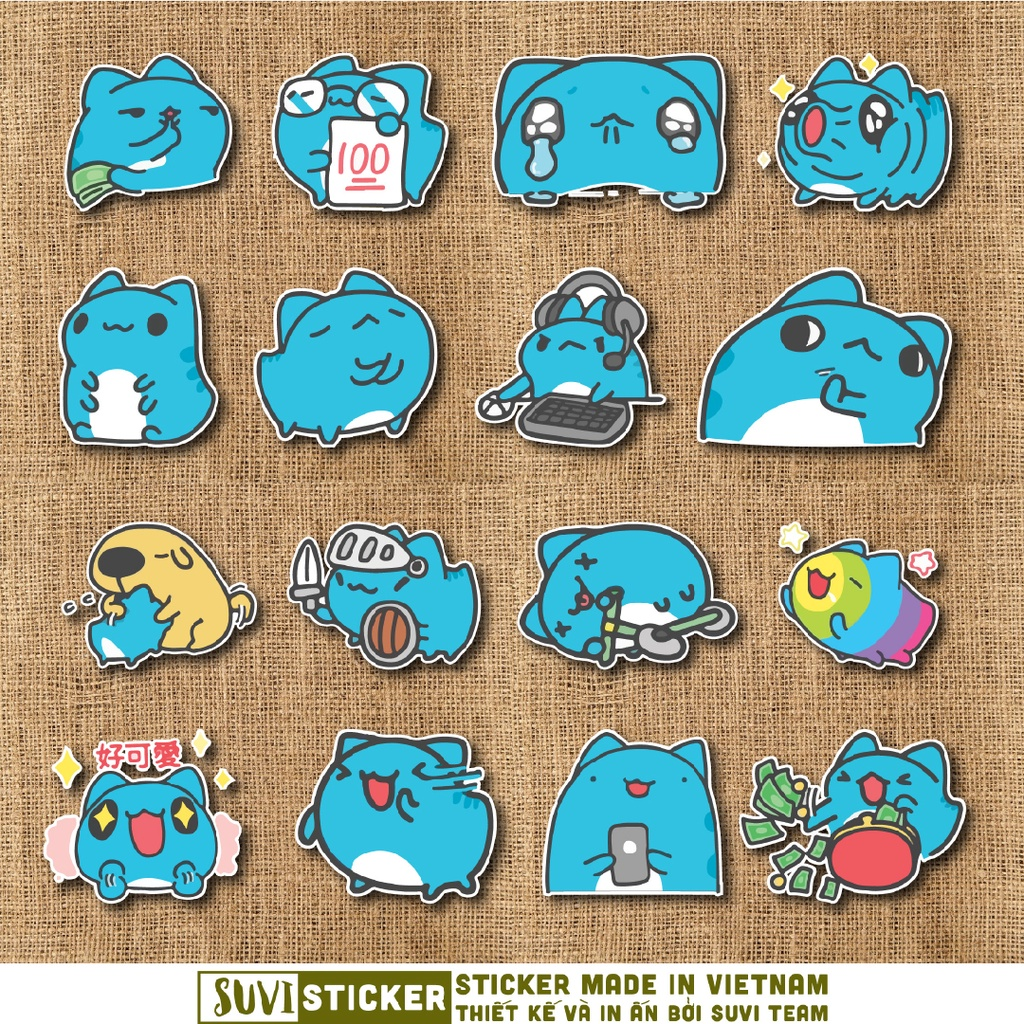 100
好可愛
SUVI STICKER
STICKER MADE IN VIETNAM
THIẾT KẾ VÀ IN ẤN BỞI SUVI TEAM